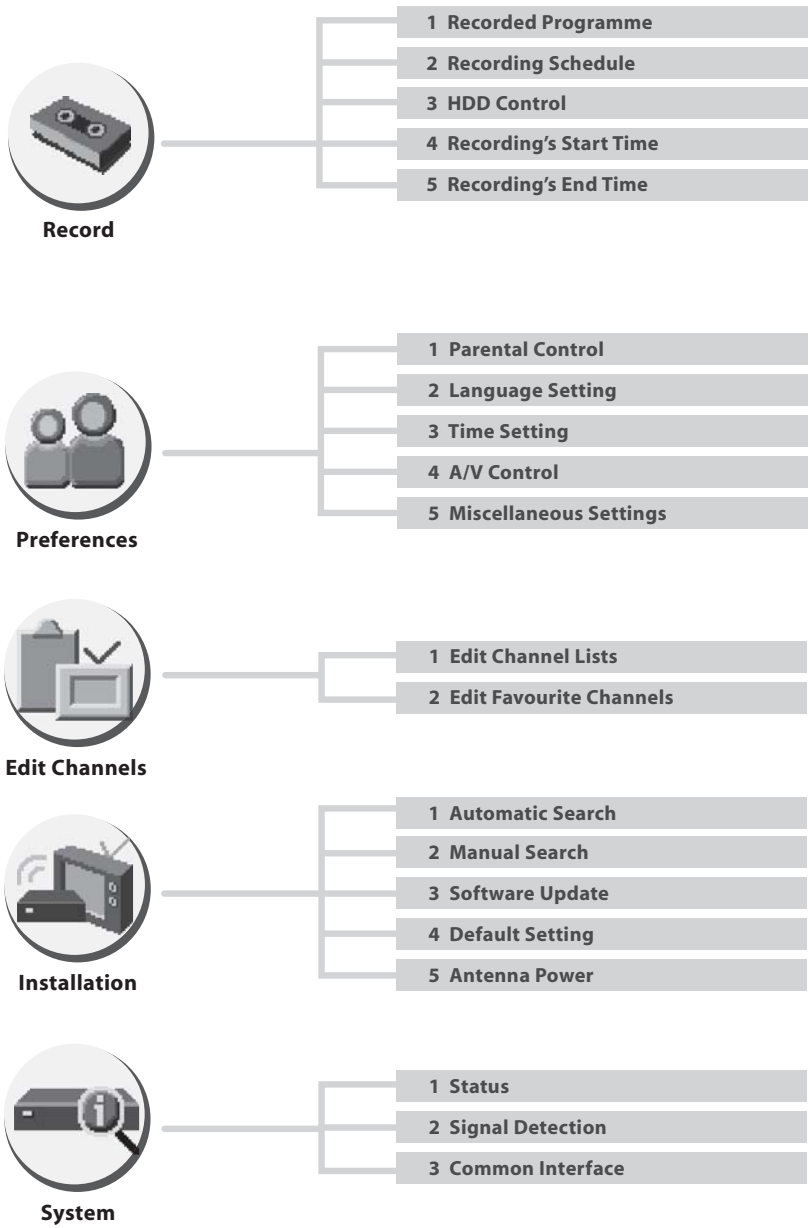 1 Recorded Programme
2 Recording Schedule
3 HDD Control
4 Recording's Start Time
5 Recording's End Time
Record
1 Parental Control
2 Language Setting
3 Time Setting
4 A/V Control
5 Miscellaneous Settings
Preferences
1 Edit Channel Lists
2 Edit Favourite Channels
Edit Channels
1 Automatic Search
2 Manual Search
3 Software Update
4 Default Setting
5 Antenna Power
Installation
1 Status
2 Signal Detection
3 Common Interface
System